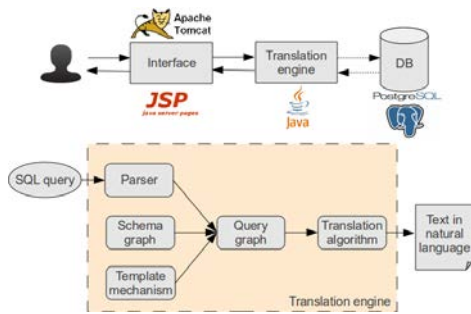 Apache
Tomcat
Interface
Translation
engine
DB
JSP
java server pages
Java
PostgreSQL
SQL query
Parser
Schema
graph
Query
graph
Translation
algorithm
Text in
natural
language
Template
mechanism
Translation engine